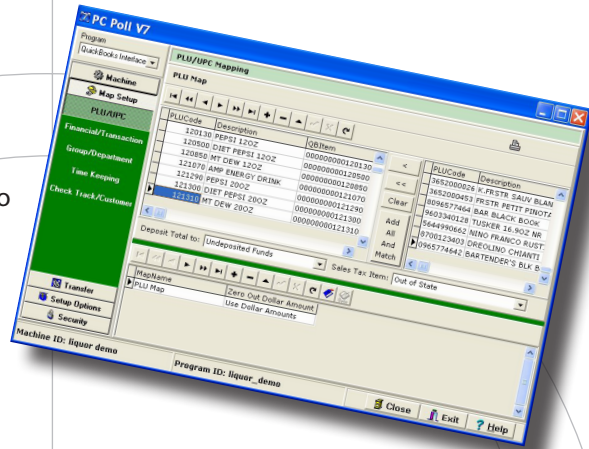 PC Poll V7
Program
QuickBooks Interface
Machine
Map Setup
PLU/UPC
Financial/Transaction
Group/Department
Time Keeping
Check Track/Customer
Transfer
Setup Options
Security
PLU/UPC Mapping
PLU Map
PLUCode Description QBItem
120130 PEPSI 12OZ 000000000120130
120500 DIET PEPSI 12OZ 000000000120500
120850 MT DEW 12OZ 000000000120850
121070 AMP ENERGY DRINK 000000000121070
121290 PEPSI 20OZ 000000000121290
121300 DIET PEPSI 20OZ 000000000121300
121310 MT DEW 20OZ 000000000121310
<
<<
Clear
Add
All
And
Match
PLUCode Description
3652000026 K.FRSTR SAUV BLAN
3652000453 FRSTR PETIT PINOTA
0096577464 BAR BLACK BOOK
9603340128 TUSKER 16.9OZ NR
5644990662 NINO FRANCO RUST
8700123403 DREOLINO CHIANTI
0965774642 BARTENDER'S BLK B
Deposit Total to: Undeposited Funds
Sales Tax Item: Out of State
MapName Zero Out Dollar Amount
PLU Map Use Dollar Amounts
Machine ID: liquor demo
Program ID: liquor_demo
Close
Exit
? Help
o